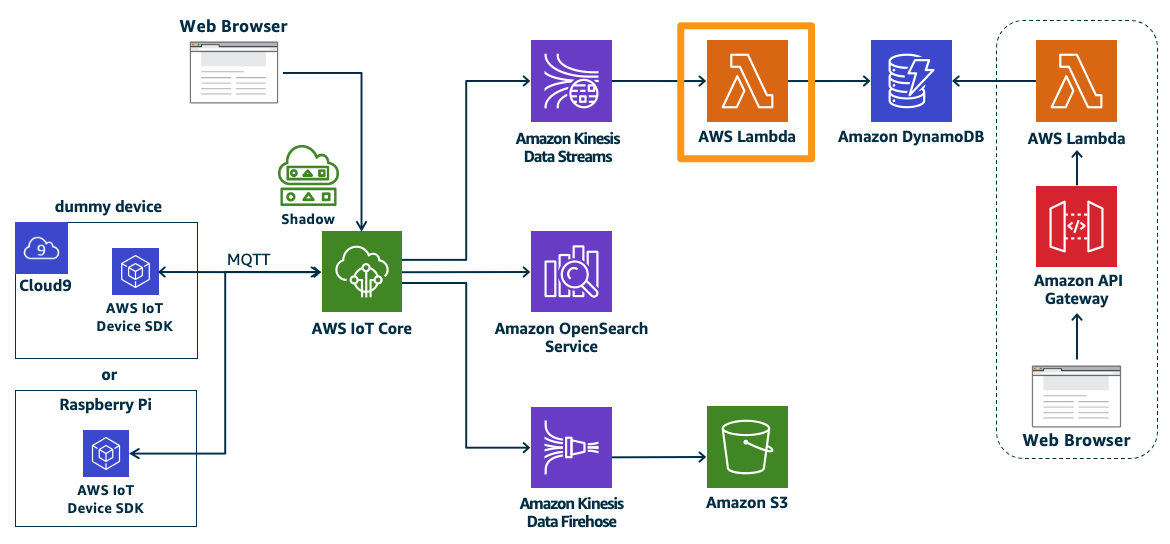 Web Browser
Shadow
dummy device
9
Cloud9
AWS IoT
Device SDK
MQTT
or
Raspberry Pi
AWS IoT
Device SDK
AWS IoT Core
Amazon Kinesis
Data Streams
AWS Lambda
Amazon DynamoDB
AWS Lambda
Amazon API
Gateway
</>
Web Browser
Amazon OpenSearch
Service
Amazon Kinesis
Data Firehose
Amazon S3